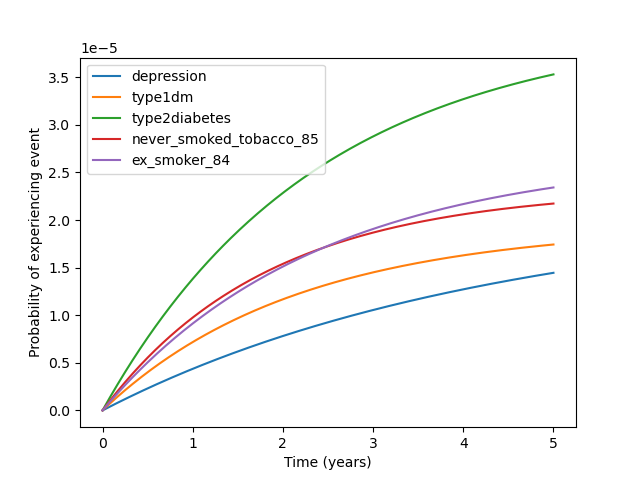 1e−5
3.5
3.0
2.5
2.0
1.5
1.0
0.5
0.0
Probability of experiencing event
depression
type1dm
type2diabetes
never_smoked_tobacco_85
ex_smoker_84
0 1 2 3 4 5
Time (years)